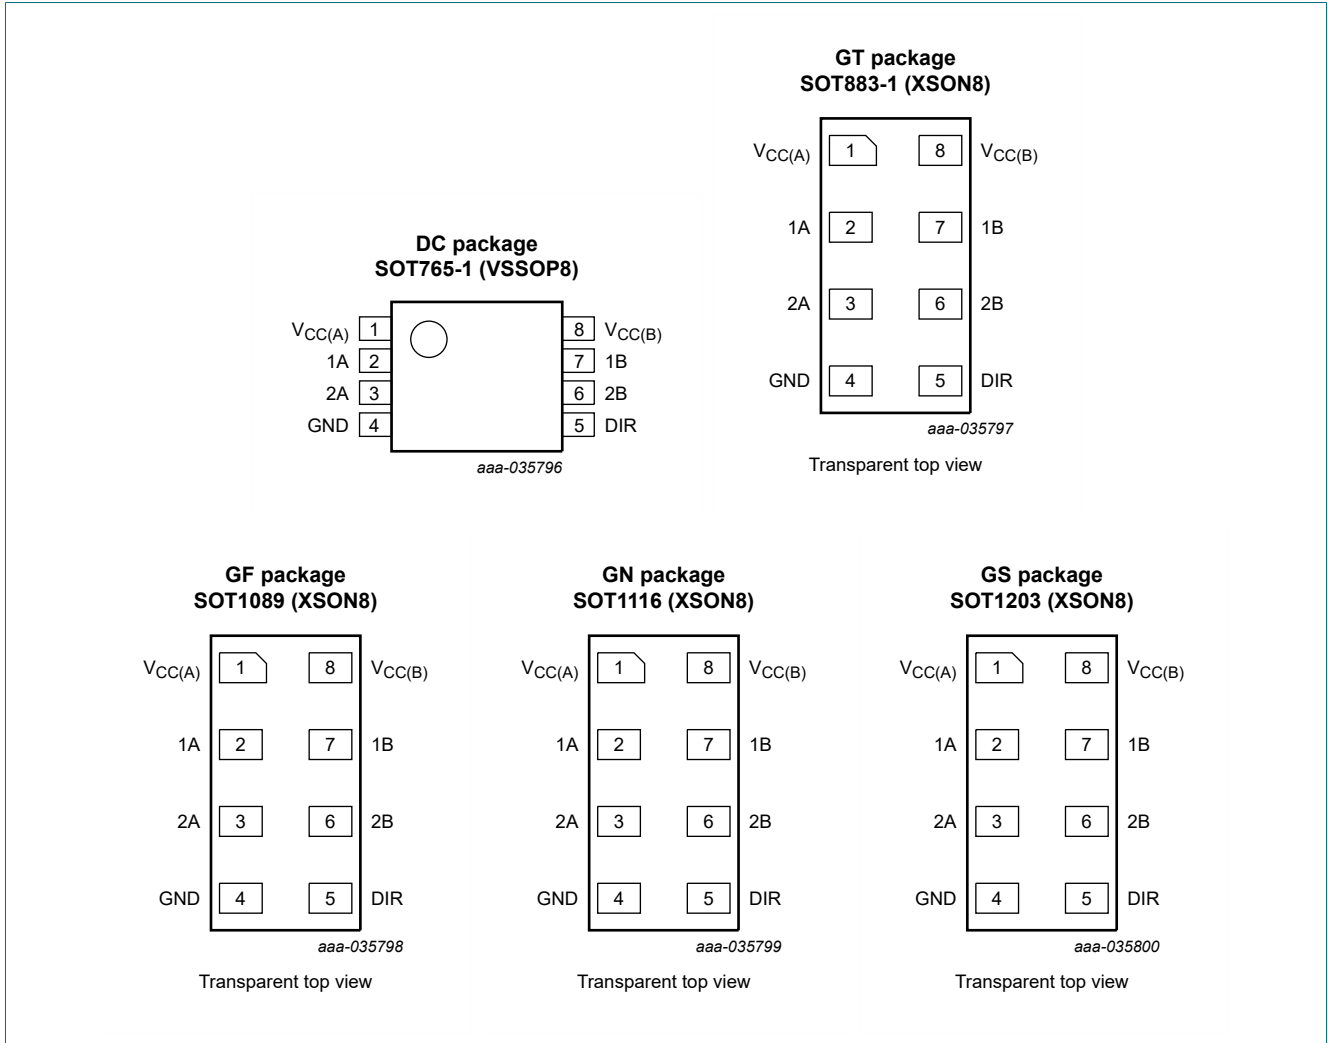 GT package
SOT883-1 (XSON8)
VCC(A) 1 8 VCC(B)
1A 2 7 1B
2A 3 6 2B
GND 4 5 DIR
aaa-035797
Transparent top view
DC package
SOT765-1 (VSSOP8)
VCC(A) 1 8 VCC(B)
1A 2 7 1B
2A 3 6 2B
GND 4 5 DIR
aaa-035796
GF package
SOT1089 (XSON8)
VCC(A) 1 8 VCC(B)
1A 2 7 1B
2A 3 6 2B
GND 4 5 DIR
aaa-035798
Transparent top view
GN package
SOT1116 (XSON8)
VCC(A) 1 8 VCC(B)
1A 2 7 1B
2A 3 6 2B
GND 4 5 DIR
aaa-035799
Transparent top view
GS package
SOT1203 (XSON8)
VCC(A) 1 8 VCC(B)
1A 2 7 1B
2A 3 6 2B
GND 4 5 DIR
aaa-035800
Transparent top view